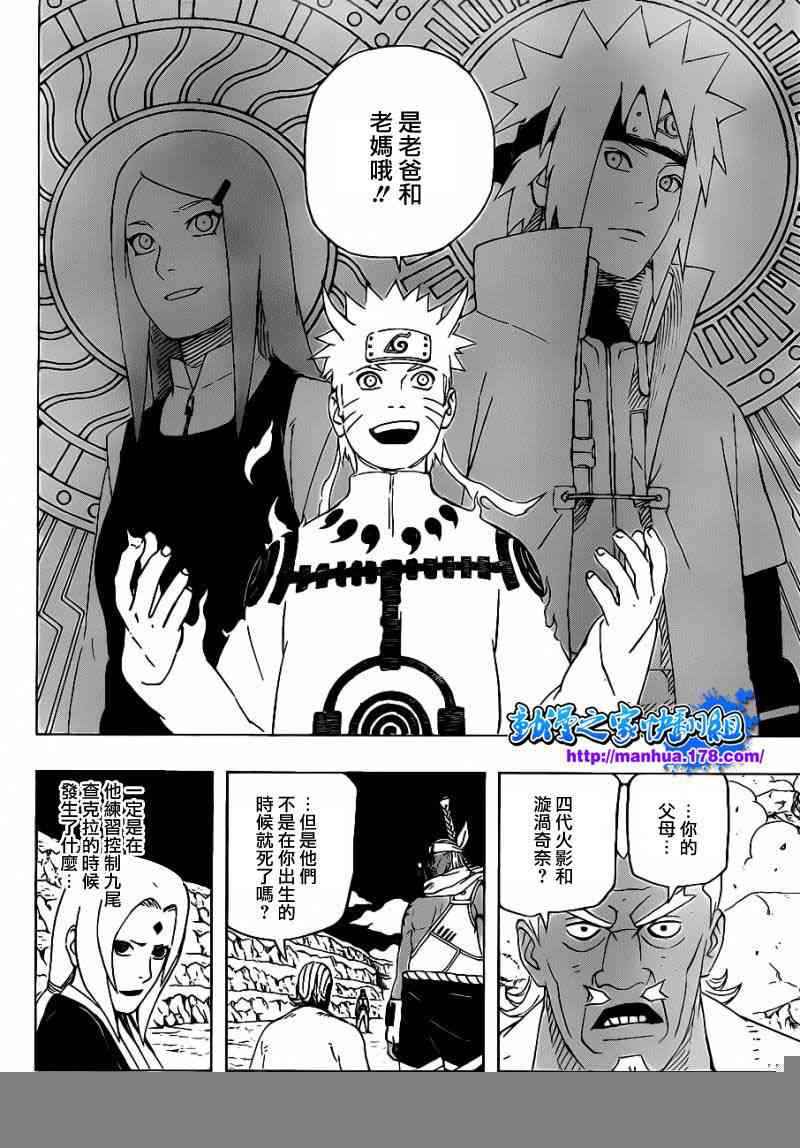 是老爸和
老媽哦!!
動漫之家快翻組
http://manhua.178.com/
…你的
父母…
四代火影和
漩渦奇奈?
…但是他們
不是在你出生的
時候就死了嗎?
一定是在
他練習控制九尾
查克拉的時候
發生了什麼…